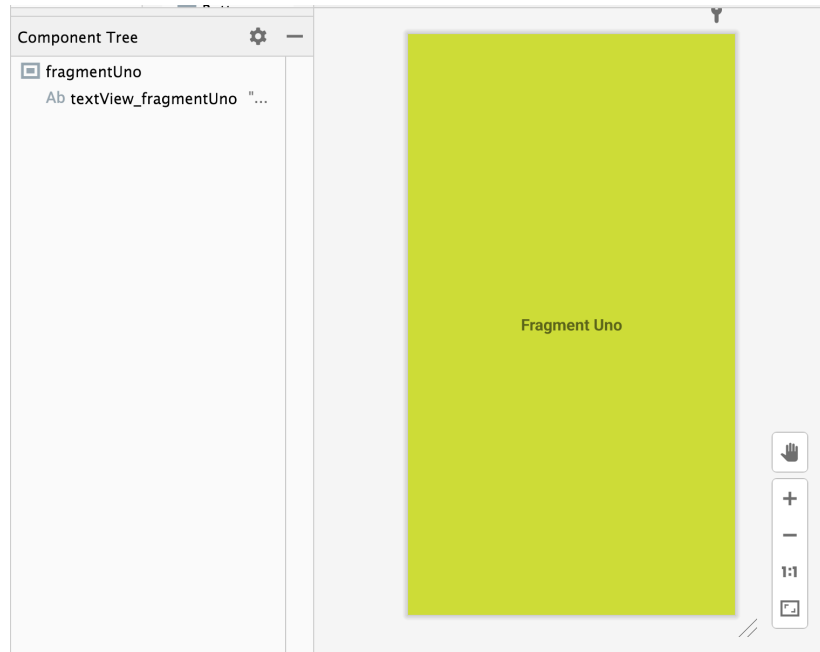 Component Tree
fragmentUno
Ab textView_fragmentUno "...
Fragment Uno
1:1